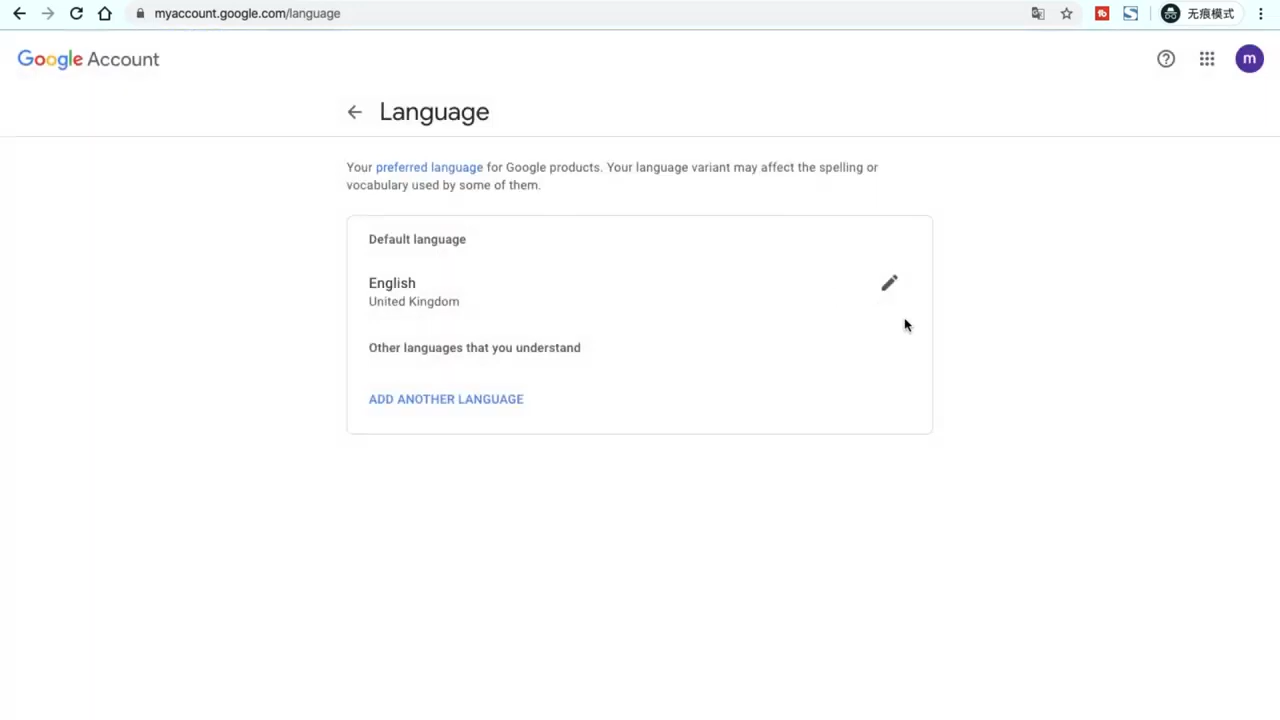 myaccount.google.com/language
无痕模式
Google Account
m
Language
Your preferred language for Google products. Your language variant may affect the spelling or
vocabulary used by some of them.
Default language
English
United Kingdom
Other languages that you understand
ADD ANOTHER LANGUAGE